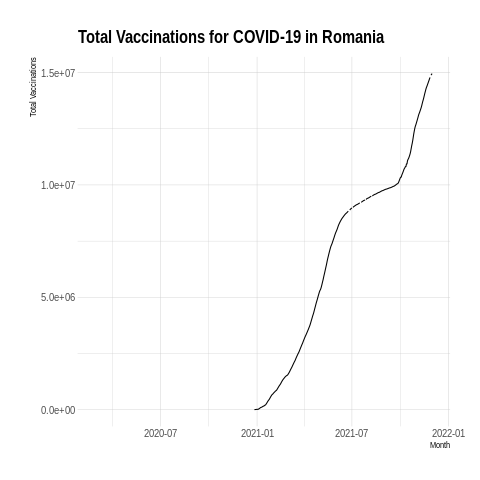 Total Vaccinations for COVID-19 in Romania
Total Vaccinations
1.5e+07
1.0e+07
5.0e+06
0.0e+00
2020-07 2021-01 2021-07 2022-01
Month